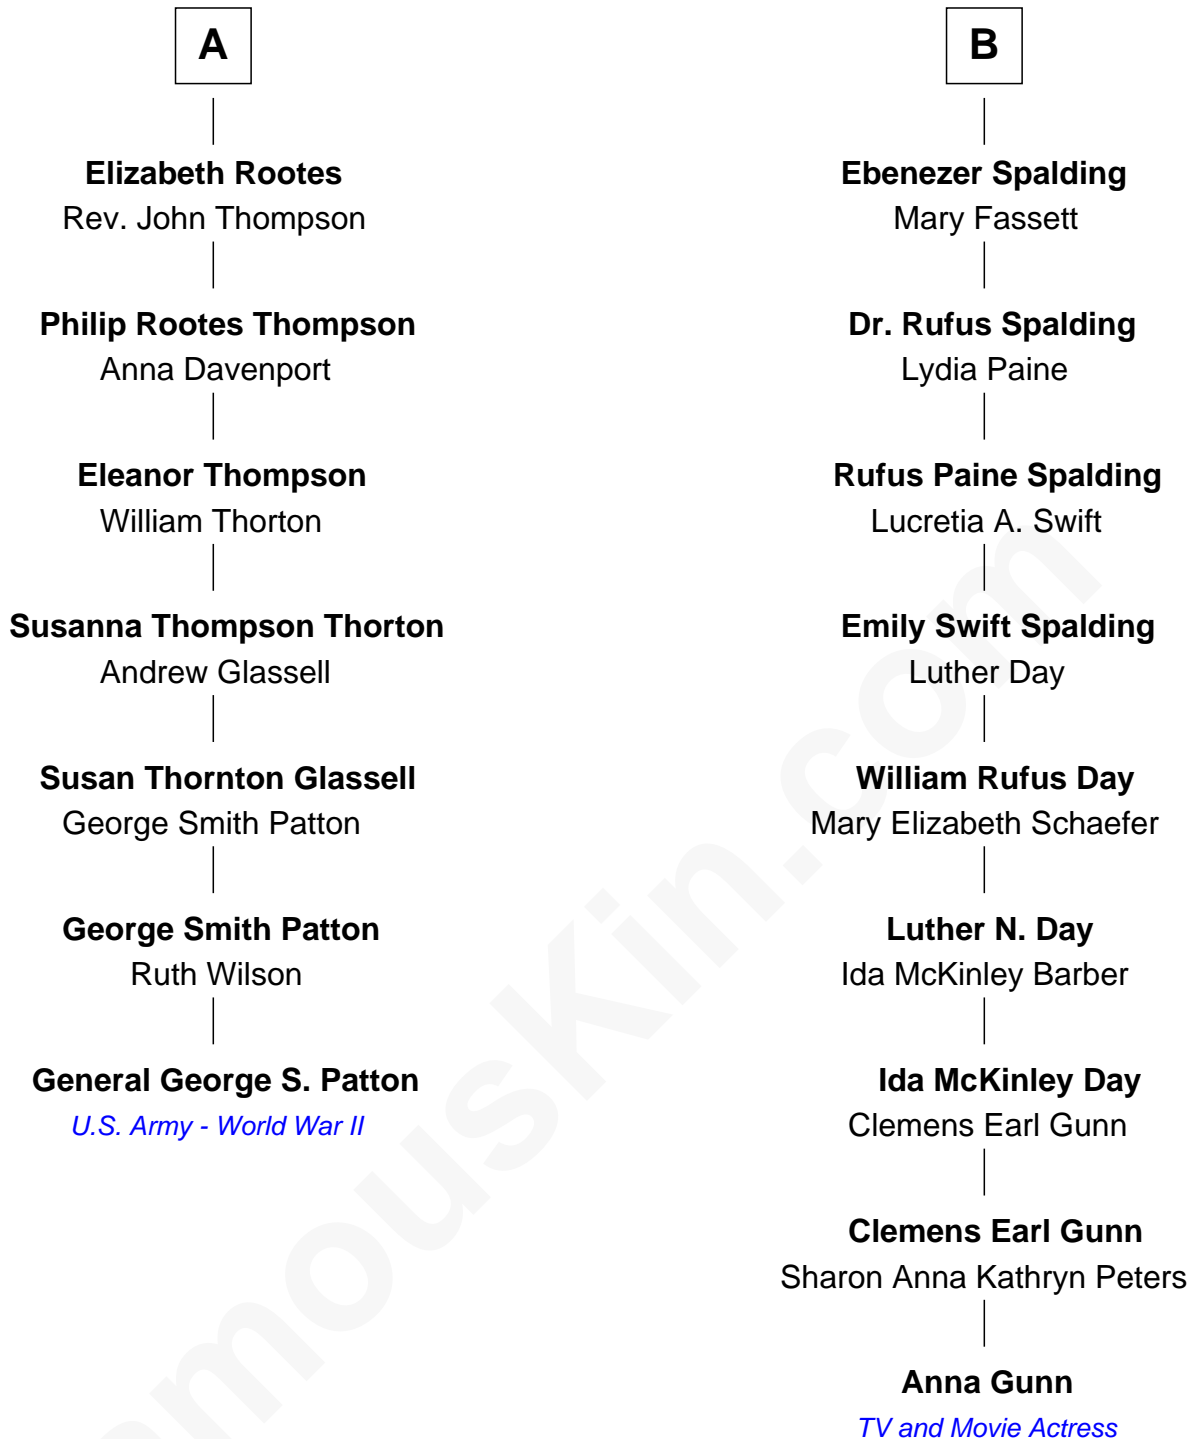 A
Elizabeth Rootes
Rev. John Thompson
Philip Rootes Thompson
Anna Davenport
Eleanor Thompson
William Thorton
Susanna Thompson Thorton
Andrew Glassell
Susan Thornton Glassell
George Smith Patton
George Smith Patton
Ruth Wilson
General George S. Patton
U.S. Army - World War II
B
Ebenezer Spalding
Mary Fassett
Dr. Rufus Spalding
Lydia Paine
Rufus Paine Spalding
Lucretia A. Swift
Emily Swift Spalding
Luther Day
William Rufus Day
Mary Elizabeth Schaefer
Luther N. Day
Ida McKinley Barber
Ida McKinley Day
Clemens Earl Gunn
Clemens Earl Gunn
Sharon Anna Kathryn Peters
Anna Gunn
TV and Movie Actress
amouskin.com